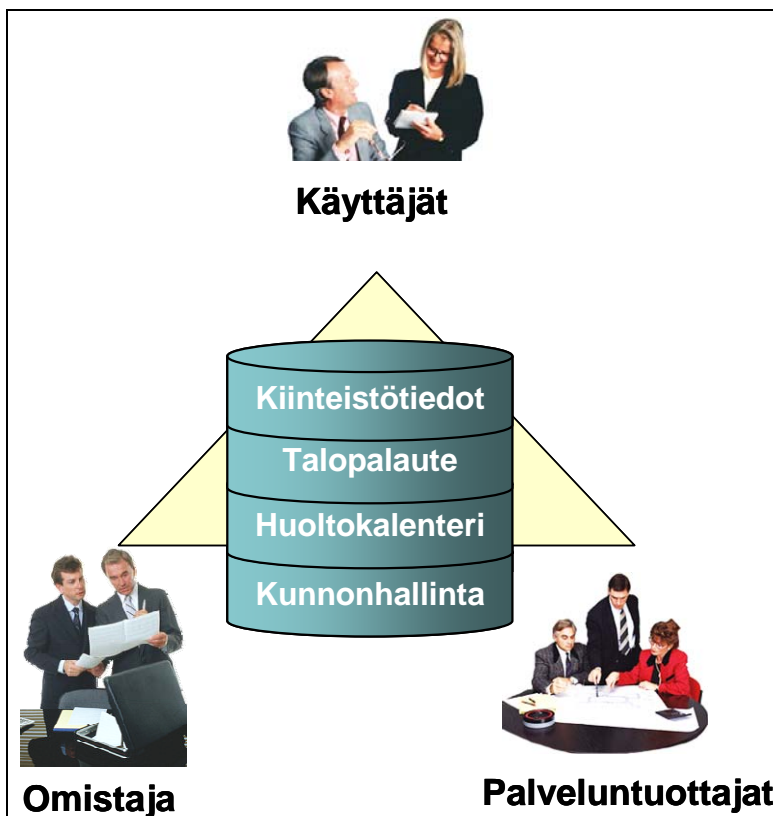 Käyttäjät
Kiinteistötiedot
Talopalaute
Huoltokalenteri
Kunnonhallinta
Omistaja
Palveluntuottajat